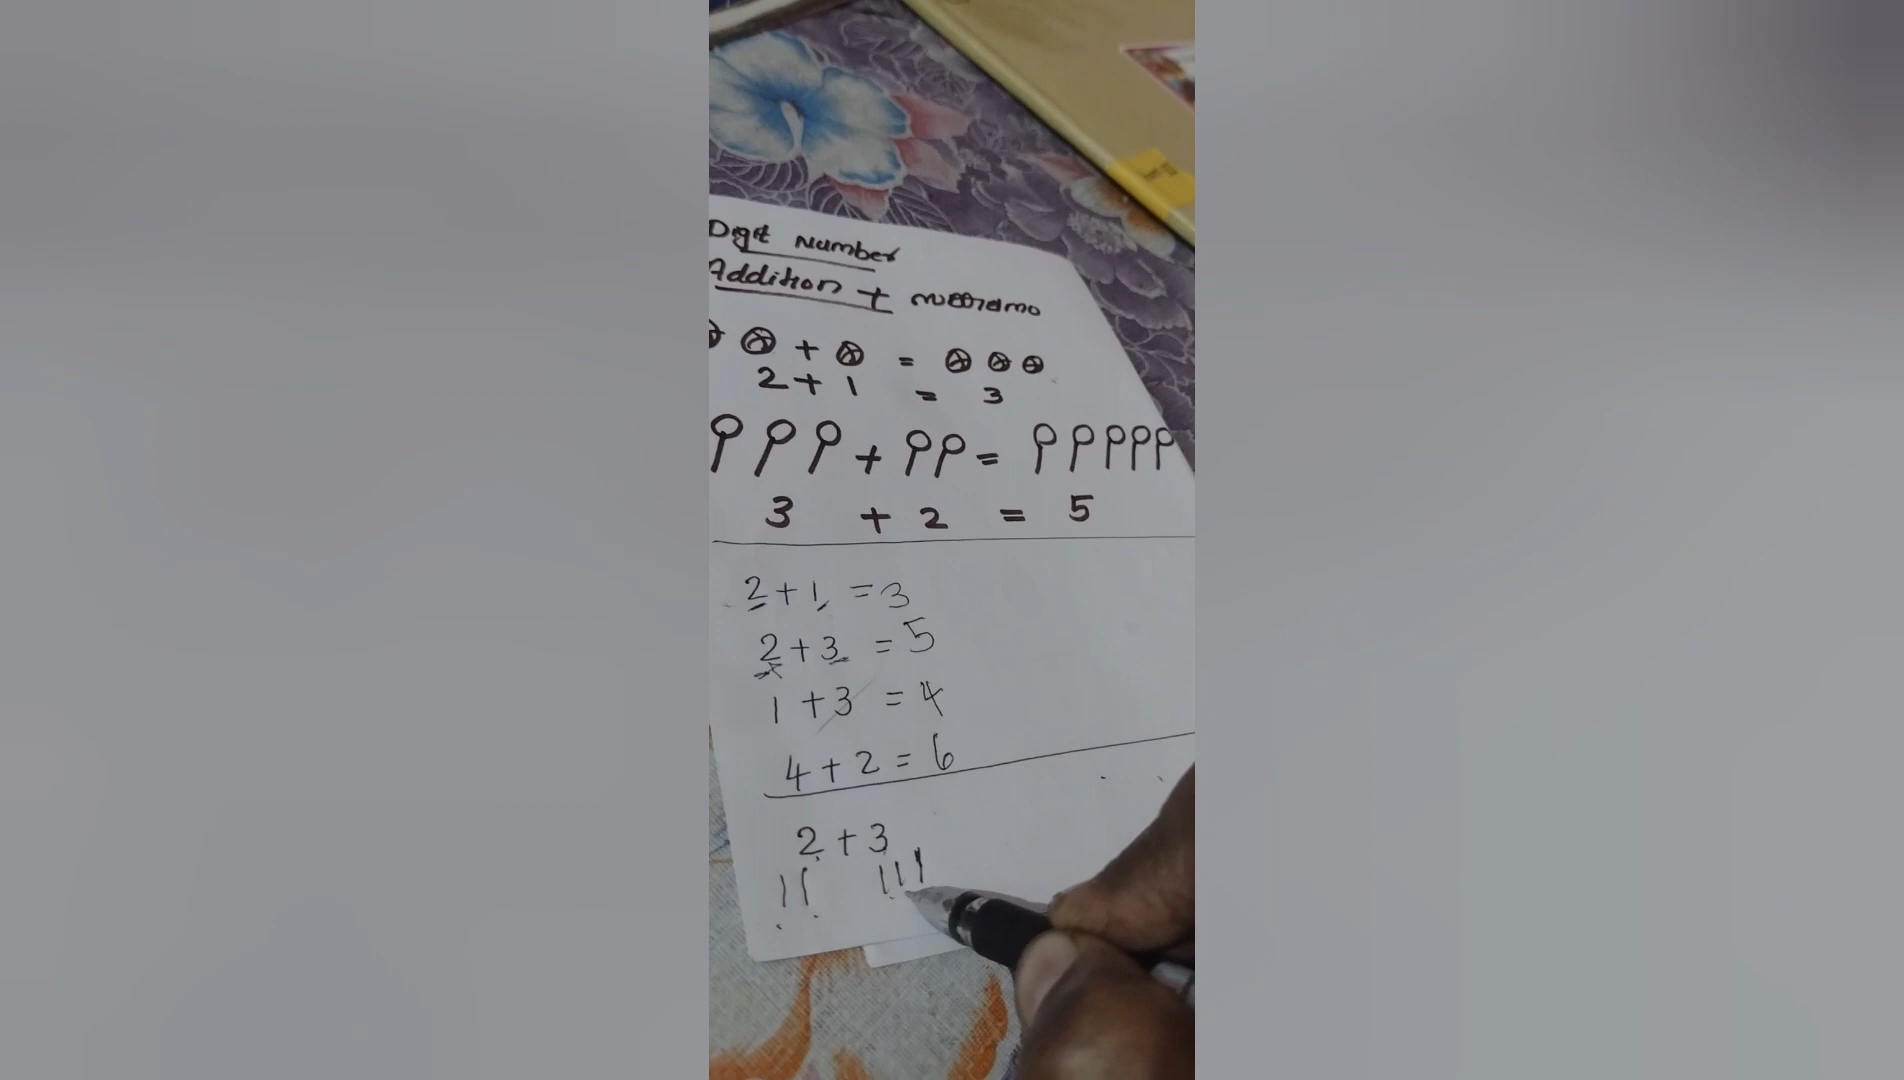 Digit Number
Addition +
+ =
2 + 1 = 3
+ =
3 + 2 = 5
2 + 1 = 3
2 + 3 = 5
1 + 3 = 4
4 + 2 = 6
2 + 3